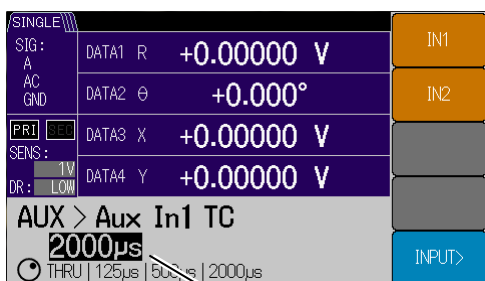 SINGLE
SIG:
A
AC
GND
PRI SEC
SENS:
1V
DR: LOW
DATA1 R +0.00000 V
DATA2 θ +0.000°
DATA3 X +0.00000 V
DATA4 Y +0.00000 V
AUX > Aux In1 TC
2000µs
THRU | 125µs | 500µs | 2000µs
IN1
IN2
INPUT>